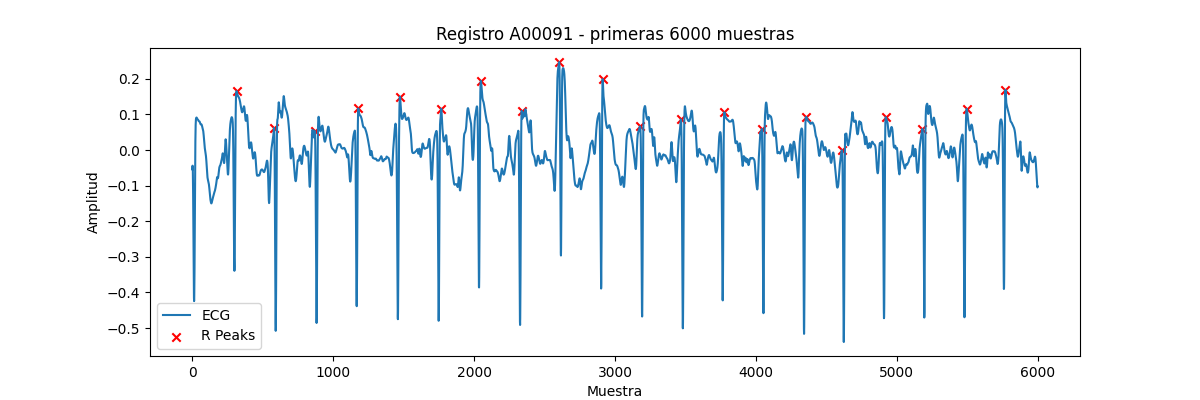 Registro A00091 - primeras 6000 muestras
Amplitud
0.2
0.1
0.0
−0.1
−0.2
−0.3
−0.4
−0.5
ECG
R Peaks
0 1000 2000 3000 4000 5000 6000
Muestra